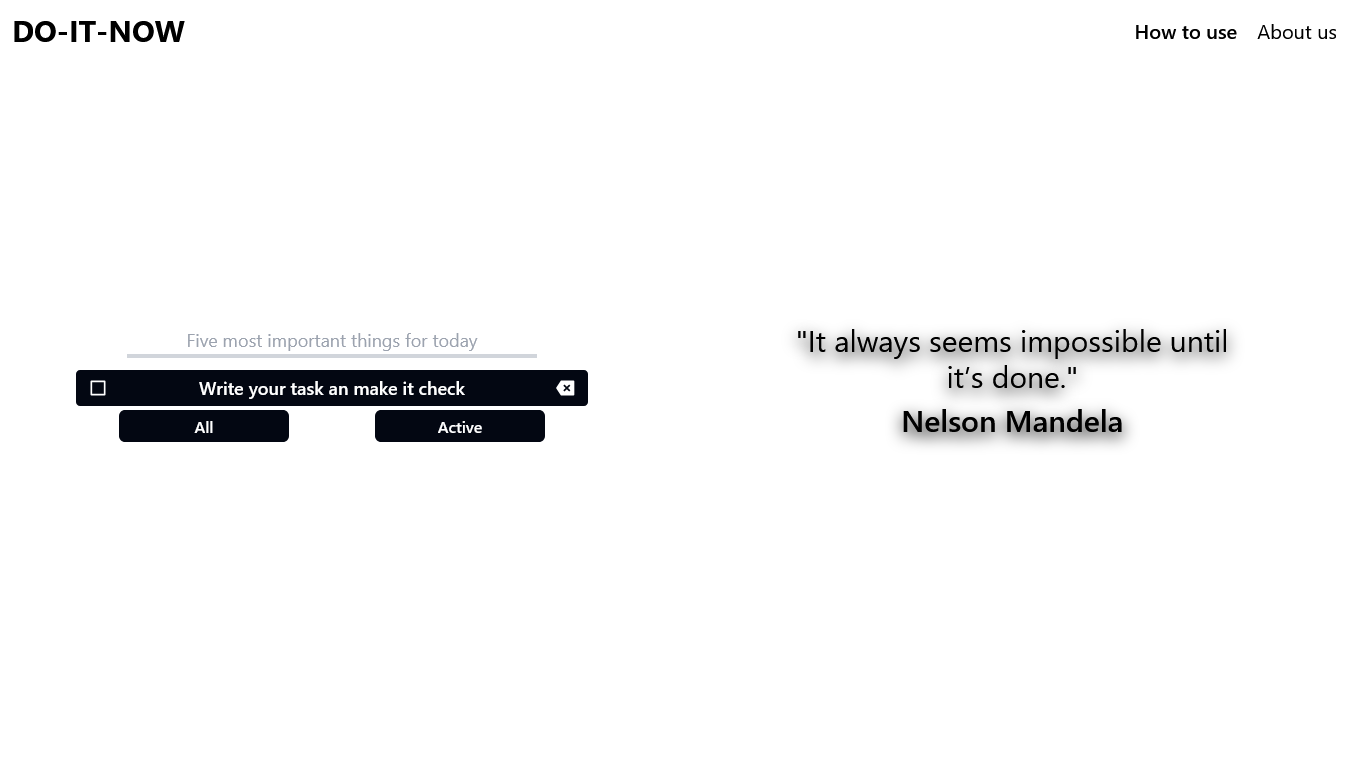 DO-IT-NOW
How to use
About us
Five most important things for today
Write your task an make it check
All
Active
"It always seems impossible until
it’s done."
Nelson Mandela